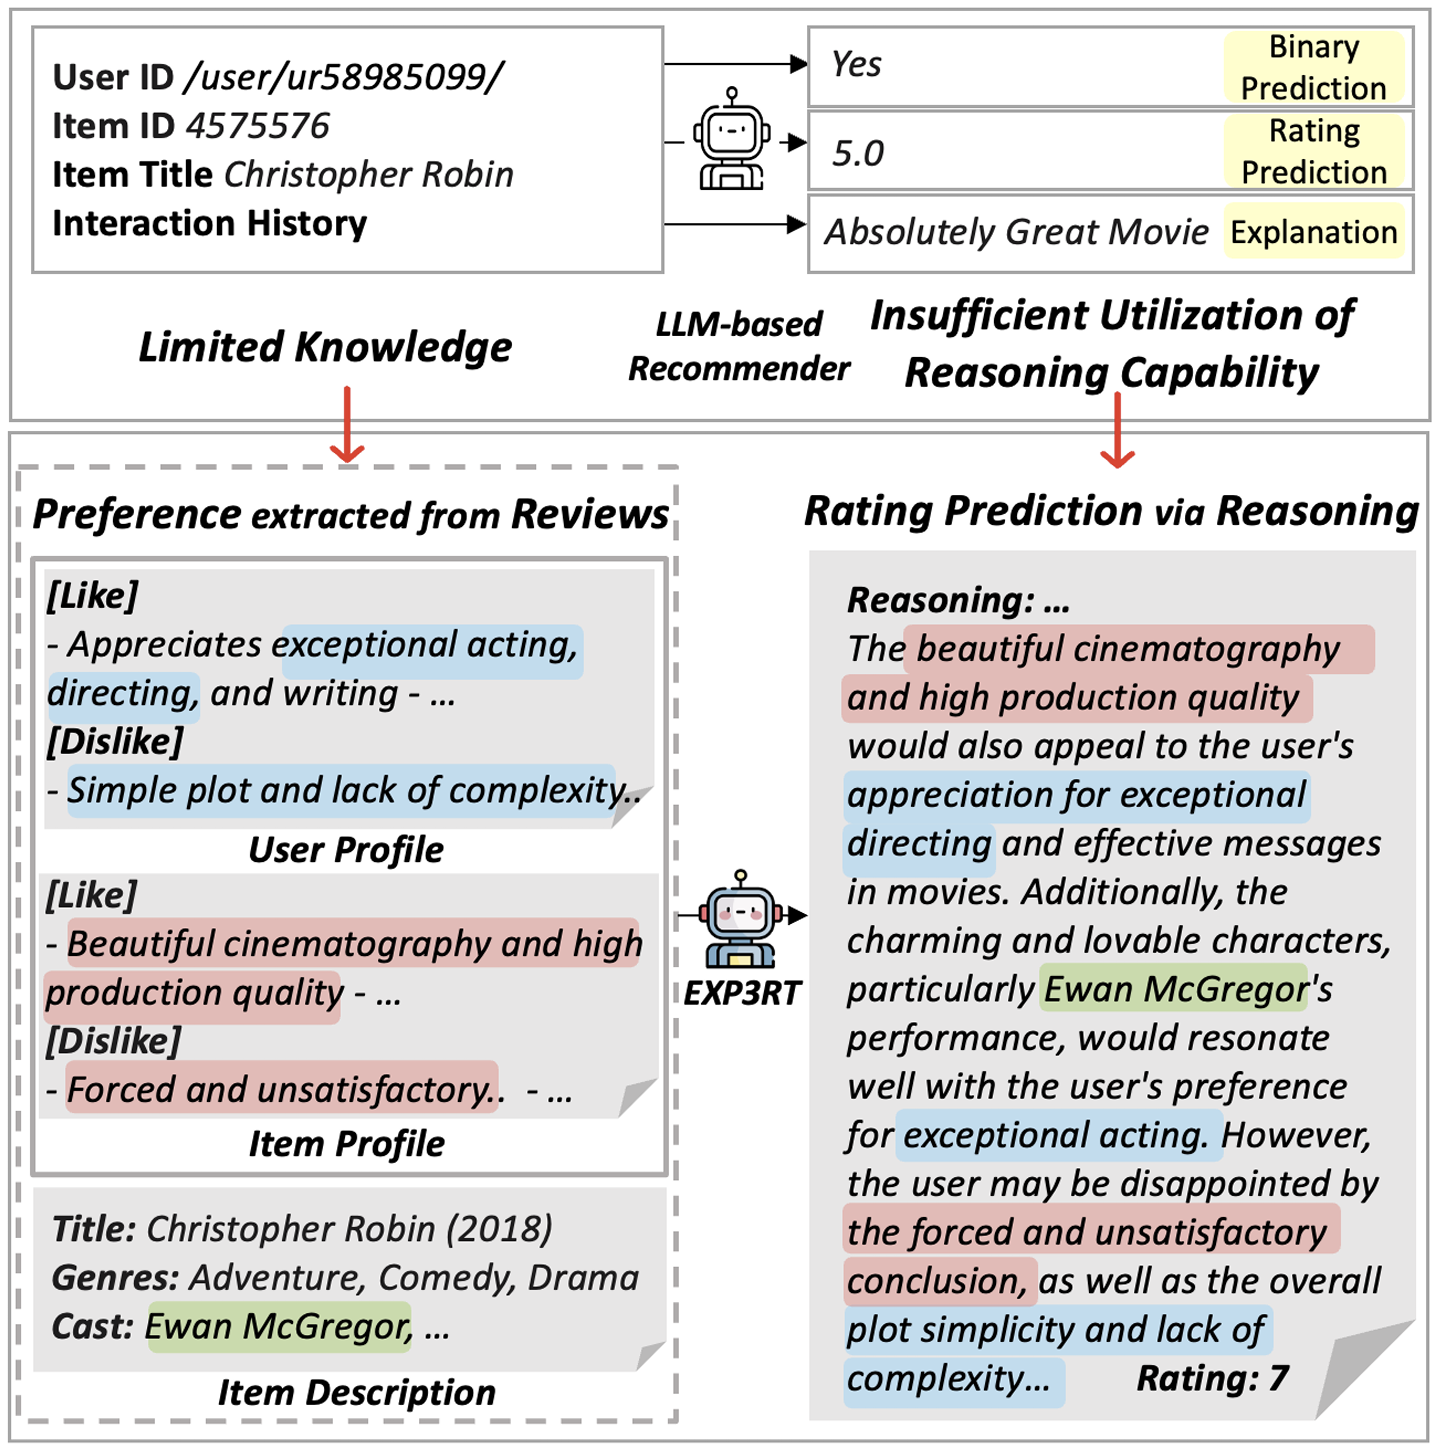 User ID /user/ur58985099/
Item ID 4575576
Item Title Christopher Robin
Interaction History
Yes
Binary
Prediction
5.0
Rating
Prediction
Absolutely Great Movie
Explanation
Limited Knowledge
LLM-based
Recommender
Insufficient Utilization of
Reasoning Capability
Preference extracted from Reviews
[Like]
- Appreciates exceptional acting,
directing, and writing - ...
[Dislike]
- Simple plot and lack of complexity..
User Profile
[Like]
- Beautiful cinematography and high
production quality - ...
[Dislike]
- Forced and unsatisfactory.. - ...
Item Profile
Title: Christopher Robin (2018)
Genres: Adventure, Comedy, Drama
Cast: Ewan McGregor, ...
Item Description
EXP3RT
Rating Prediction via Reasoning
Reasoning: ...
The beautiful cinematography
and high production quality
would also appeal to the user's
appreciation for exceptional
directing and effective messages
in movies. Additionally, the
charming and lovable characters,
particularly Ewan McGregor's
performance, would resonate
well with the user's preference
for exceptional acting. However,
the user may be disappointed by
the forced and unsatisfactory
conclusion, as well as the overall
plot simplicity and lack of
complexity...
Rating: 7